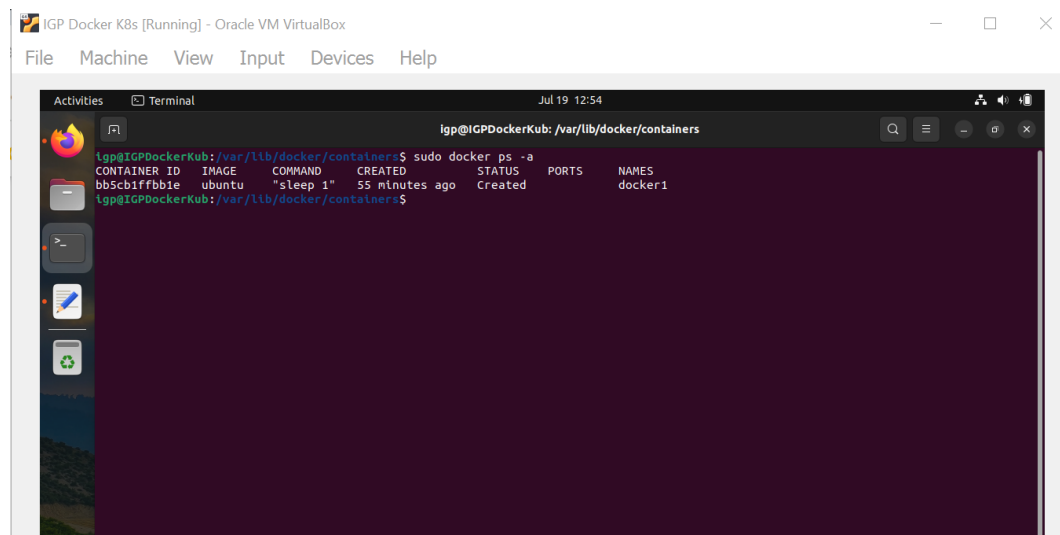 IGP Docker K8s [Running] - Oracle VM VirtualBox
File Machine View Input Devices Help
Activities Terminal Jul 19 12:54
igp@IGPDockerKub: /var/lib/docker/containers
igp@IGPDockerKub:/var/lib/docker/containers$ sudo docker ps -a
CONTAINER ID IMAGE COMMAND CREATED STATUS PORTS NAMES
bb5cb1ffbb1e ubuntu "sleep 1" 55 minutes ago Created docker1
igp@IGPDockerKub:/var/lib/docker/containers$